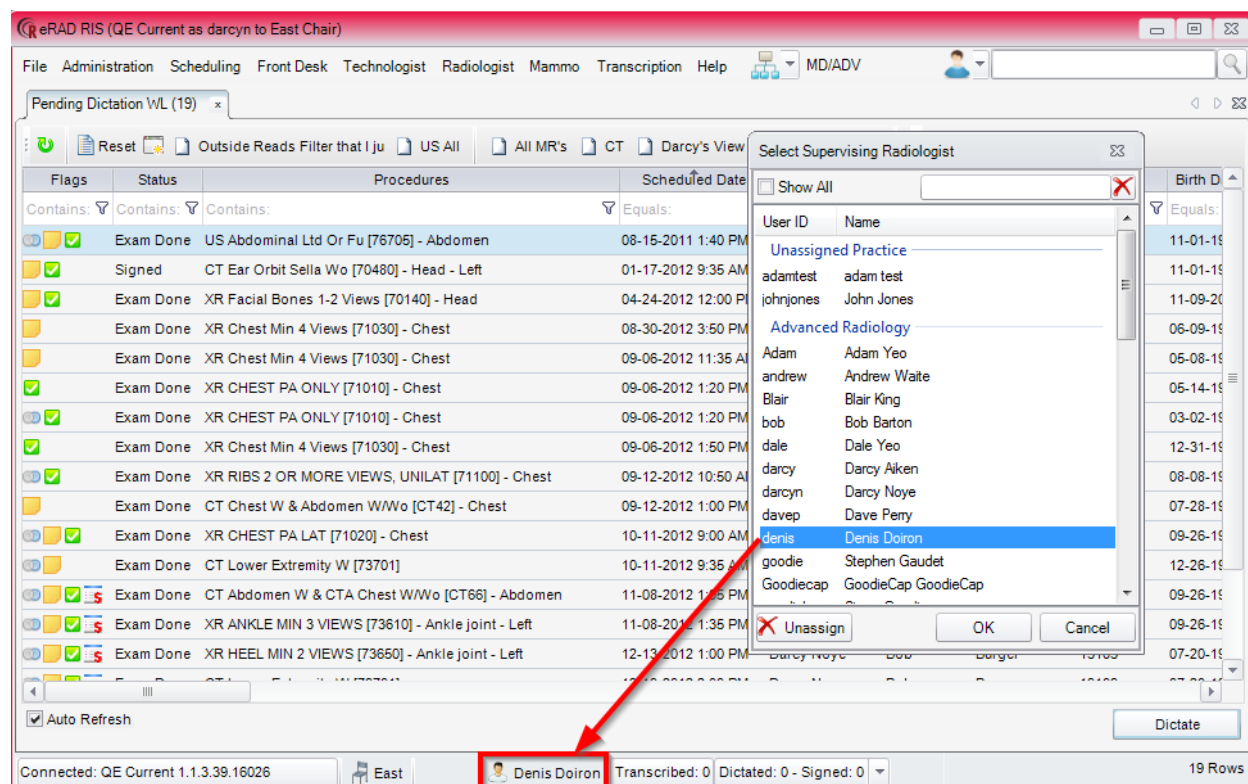 eRAD RIS (QE Current as darcyn to East Chair)
File Administration Scheduling Front Desk Technologist Radiologist Mammo Transcription Help MD/ADV
Pending Dictation WL (19) x
Reset Outside Reads Filter that I ju US All All MR's CT Darcy's View
Flags Status Procedures Scheduled Date Birth D
Contains: Contains: Contains: Equals: Equals:
Exam Done US Abdominal Ltd Or Fu [76705] - Abdomen 08-15-2011 1:40 PM 11-01-19
Signed CT Ear Orbit Sella Wo [70480] - Head - Left 01-17-2012 9:35 AM 11-01-19
Exam Done XR Facial Bones 1-2 Views [70140] - Head 04-24-2012 12:00 P 11-09-20
Exam Done XR Chest Min 4 Views [71030] - Chest 08-30-2012 3:50 PM 06-09-19
Exam Done XR Chest Min 4 Views [71030] - Chest 09-06-2012 11:35 A 05-08-19
Exam Done XR CHEST PA ONLY [71010] - Chest 09-06-2012 1:20 PM 05-14-19
Exam Done XR CHEST PA ONLY [71010] - Chest 09-06-2012 1:20 PM 03-02-19
Exam Done XR Chest Min 4 Views [71030] - Chest 09-06-2012 1:50 PM 12-31-19
Exam Done XR RIBS 2 OR MORE VIEWS, UNILAT [71100] - Chest 09-12-2012 10:50 A 08-08-19
Exam Done CT Chest W & Abdomen W/Wo [CT42] - Chest 09-12-2012 1:00 PM 07-28-19
Exam Done XR CHEST PA LAT [71020] - Chest 10-11-2012 9:00 AM 09-26-19
Exam Done CT Lower Extremity W [73701] 10-11-2012 9:35 AM 12-26-19
Exam Done CT Abdomen W & CTA Chest W/Wo [CT66] - Abdomen 11-08-2012 1:35 PM 09-26-19
Exam Done XR ANKLE MIN 3 VIEWS [73610] - Ankle joint - Left 11-08-2012 1:35 PM 09-26-19
Exam Done XR HEEL MIN 2 VIEWS [73650] - Ankle joint - Left 12-13-2012 1:00 PM Darcy Noye Bob Barger 07-20-19
Select Supervising Radiologist
Show All
User ID Name
Unassigned Practice
adamtest adam test
johnjones John Jones
Advanced Radiology
Adam Adam Yeo
andrew Andrew Waite
Blair Blair King
bob Bob Barton
dale Dale Yeo
darcy Darcy Aiken
darcyn Darcy Noye
davep Dave Perry
denis Denis Doiron
goodie Stephen Gaudet
Goodiecap GoodieCap GoodieCap
Unassign OK Cancel
Auto Refresh
Dictate
Connected: QE Current 1.1.3.39.16026 East Denis Doiron Transcribed: 0 Dictated: 0 - Signed: 0 19 Rows